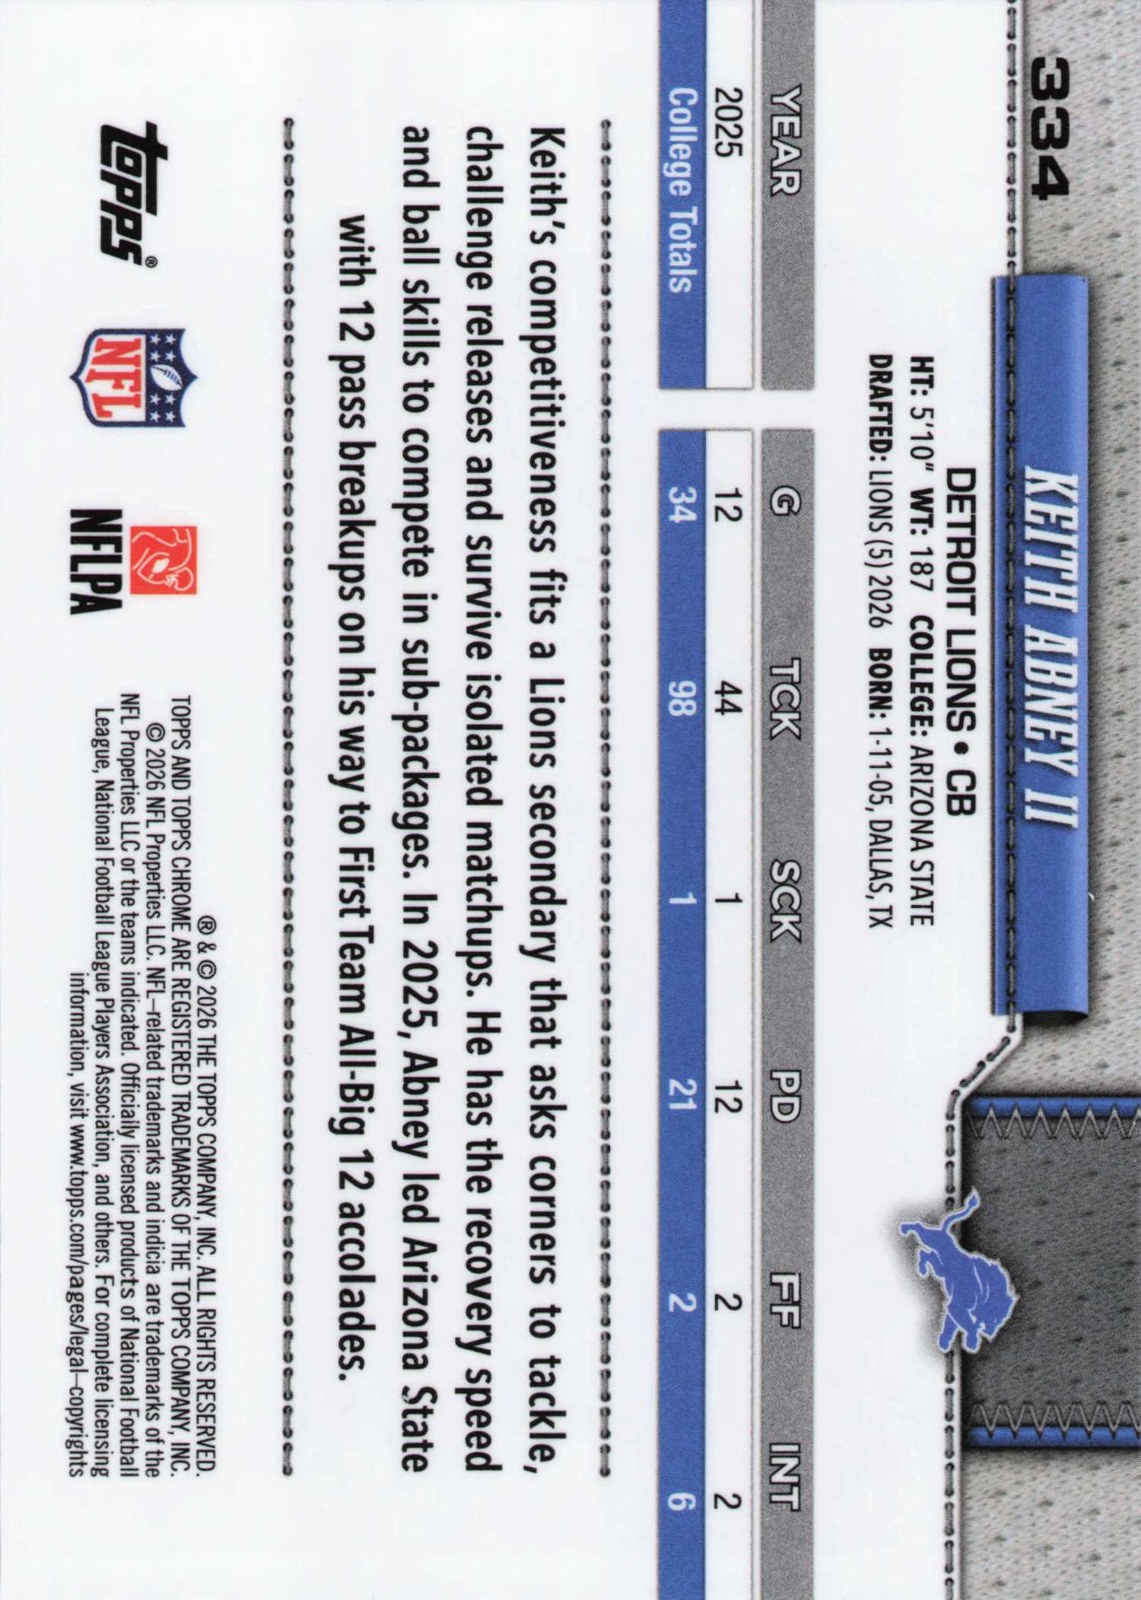 334
KEITH ABNEY II
DETROIT LIONS • CB
HT: 5'10" WT: 187 COLLEGE: ARIZONA STATE
DRAFTED: LIONS (5) 2026 BORN: 1-11-05, DALLAS, TX
YEAR G TCK SCK PD FF INT
2025 12 44 1 12 2 2
College Totals 34 98 1 21 2 6
Keith's competitiveness fits a Lions secondary that asks corners to tackle,
challenge releases and survive isolated matchups. He has the recovery speed
and ball skills to compete in sub-packages. In 2025, Abney led Arizona State
with 12 pass breakups on his way to First Team All-Big 12 accolades.
topps®
NFL
NFLPA
® & © 2026 THE TOPPS COMPANY, INC. ALL RIGHTS RESERVED.
TOPPS AND TOPPS CHROME ARE REGISTERED TRADEMARKS OF THE TOPPS COMPANY, INC.
© 2026 NFL Properties LLC. NFL-related trademarks and indicia are trademarks of the
NFL Properties LLC or the teams indicated. Officially licensed products of National Football
League, National Football League Players Association, and others. For complete licensing
information, visit www.topps.com/pages/legal-copyrights